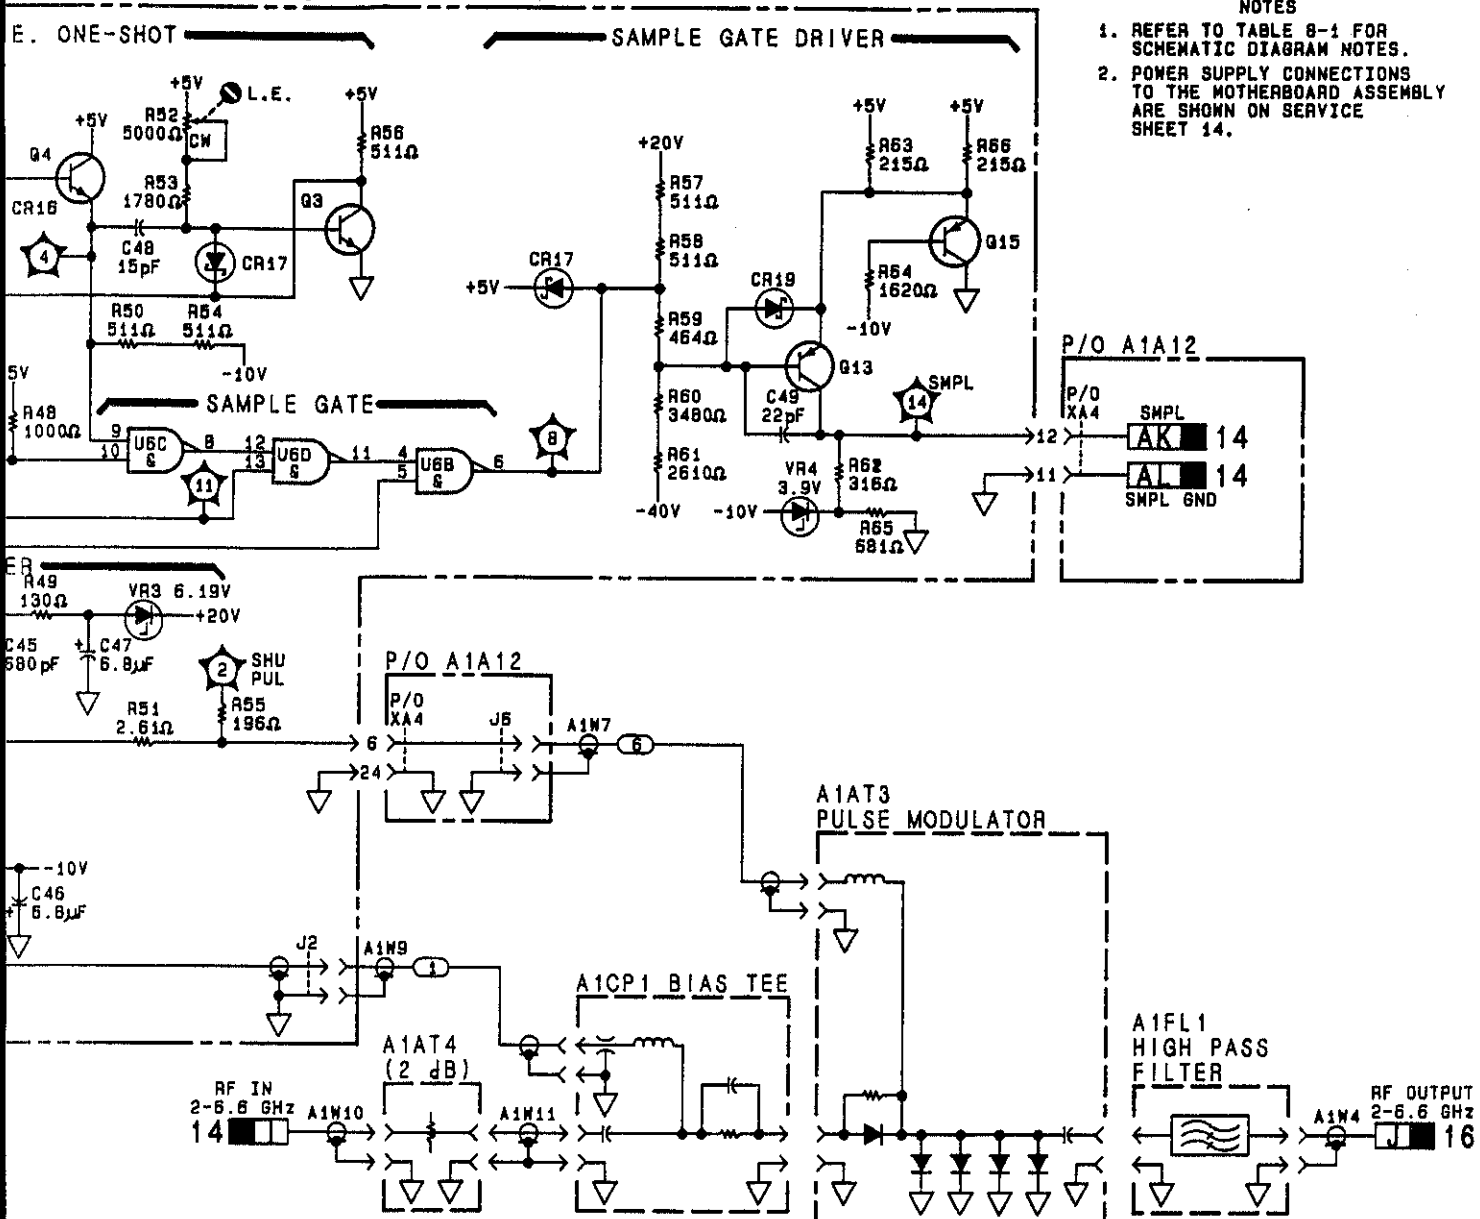 E. ONE-SHOT
SAMPLE GATE DRIVER
NOTES
1. REFER TO TABLE 8-1 FOR
SCHEMATIC DIAGRAM NOTES.
2. POWER SUPPLY CONNECTIONS
TO THE MOTHERBOARD ASSEMBLY
ARE SHOWN ON SERVICE
SHEET 14.
+5V
L.E.
+5V
R52
5000Ω
CW
+5V
R56
511Ω
Q4
R53
1780Ω
Q3
CR16
4
C48
15pF
CR17
R50
511Ω
R54
511Ω
-10V
+20V
R57
511Ω
R58
511Ω
+5V
CR17
R59
464Ω
R60
3480Ω
R61
2610Ω
-40V
+5V
+5V
R63
215Ω
R66
215Ω
Q15
CR19
R64
1620Ω
-10V
Q13
C49
22pF
14
SMPL
VR4
3.9V
-10V
R62
316Ω
R65
681Ω
12
11
P/O A1A12
P/O
XA4
SMPL
AK 14
AL 14
SMPL GND
5V
R48
1000Ω
SAMPLE GATE
9
10
U6C
&
8
12
13
U6D
&
11
4
5
U6B
&
6
8
11
ER
R49
130Ω
VR3 6.19V
+20V
C45
680pF
+
C47
6.8µF
2
SHU
PUL
R51
2.61Ω
R55
196Ω
P/O A1A12
P/O
XA4
J6
6
24
A1W7
6
-10V
C46
6.8µF
+
J2
A1W9
1
A1AT3
PULSE MODULATOR
A1CP1 BIAS TEE
A1AT4
(2 dB)
RF IN
2-6.6 GHz
14
A1W10
A1W11
A1FL1
HIGH PASS
FILTER
A1W4
RF OUTPUT
2-6.6 GHz
J 16